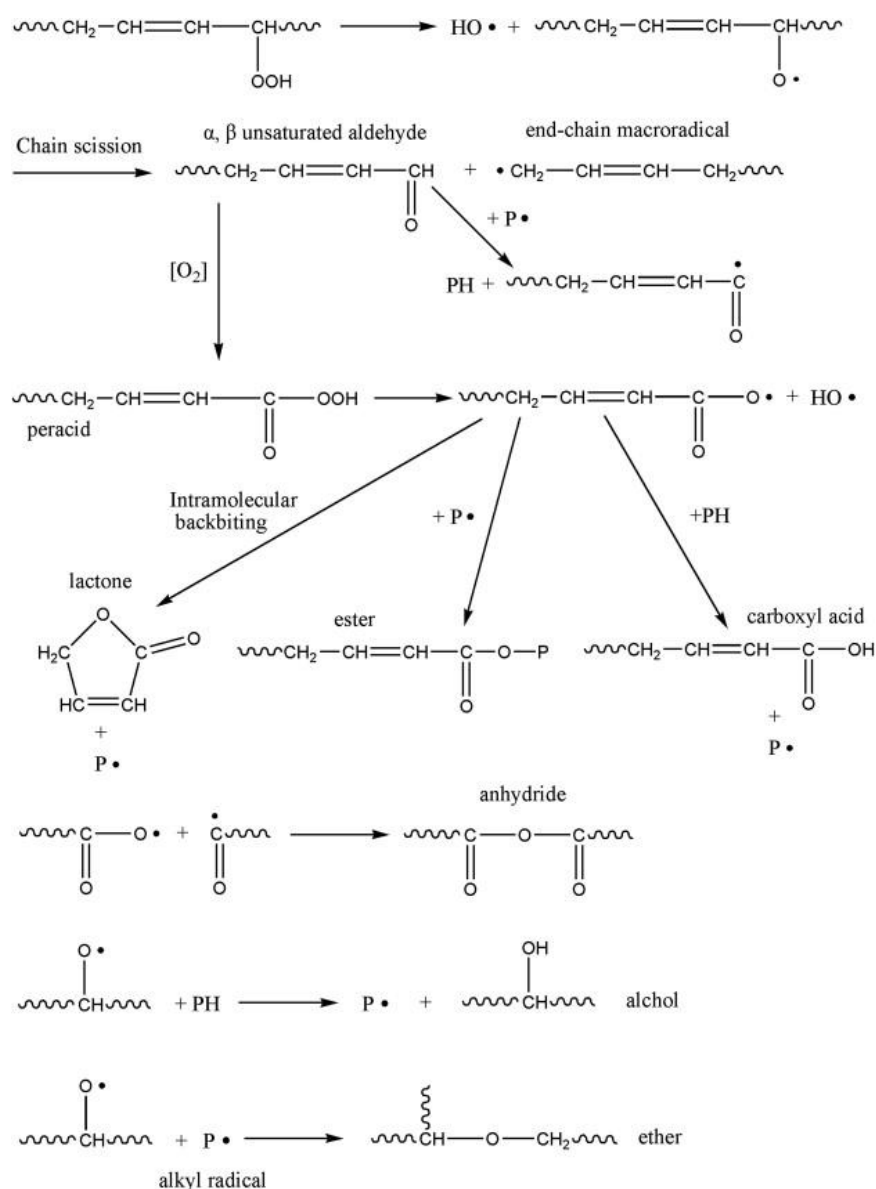 CH₂—CH=CH—CH
OOH
HO • +
CH₂—CH=CH—CH
O •
Chain scission
α, β unsaturated aldehyde
end-chain macroradical
CH₂—CH=CH—CH
O
+ • CH₂—CH=CH—CH₂
+ P •
[O₂]
PH +
CH₂—CH=CH—C
•
O
CH₂—CH=CH—C—OOH
O
peracid
CH₂—CH=CH—C—O •
O
+ HO •
Intramolecular
backbiting
+ P •
+PH
lactone
O
O
H₂C
C
HC=CH
+
P •
ester
CH₂—CH=CH—C—O—P
O
carboxyl acid
CH₂—CH=CH—C—OH
O
+
P •
anhydride
C—O • + •C
O
O
C—O—C
O
O
O •
CH
+ PH
P • +
OH
CH
alchol
O •
CH
+ P •
alkyl radical
CH—O—CH₂
ether